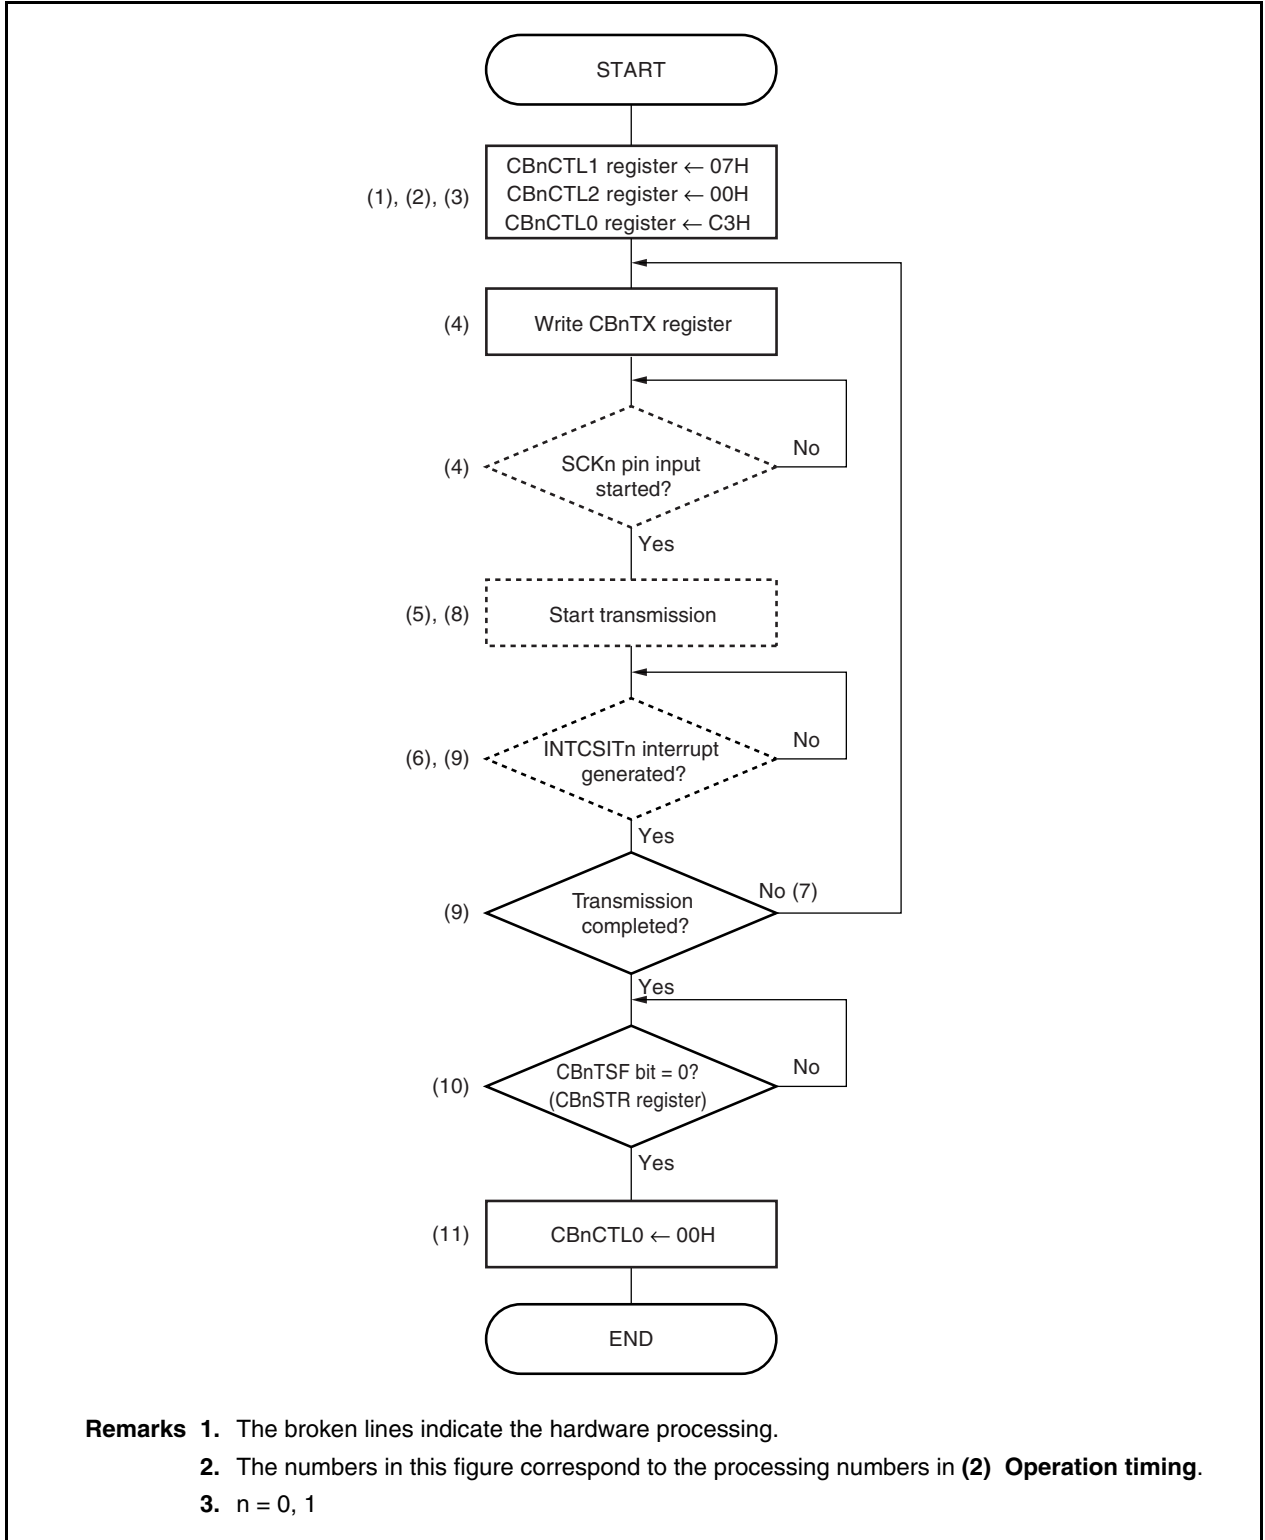 START
(1), (2), (3)
CBnCTL1 register ← 07H
CBnCTL2 register ← 00H
CBnCTL0 register ← C3H
(4)
Write CBnTX register
(4)
SCKn pin input
started?
No
Yes
(5), (8)
Start transmission
(6), (9)
INTCSITn interrupt
generated?
No
Yes
(9)
Transmission
completed?
No (7)
Yes
(10)
CBnTSF bit = 0?
(CBnSTR register)
No
Yes
(11)
CBnCTL0 ← 00H
END
Remarks 1. The broken lines indicate the hardware processing.
2. The numbers in this figure correspond to the processing numbers in (2) Operation timing.
3. n = 0, 1